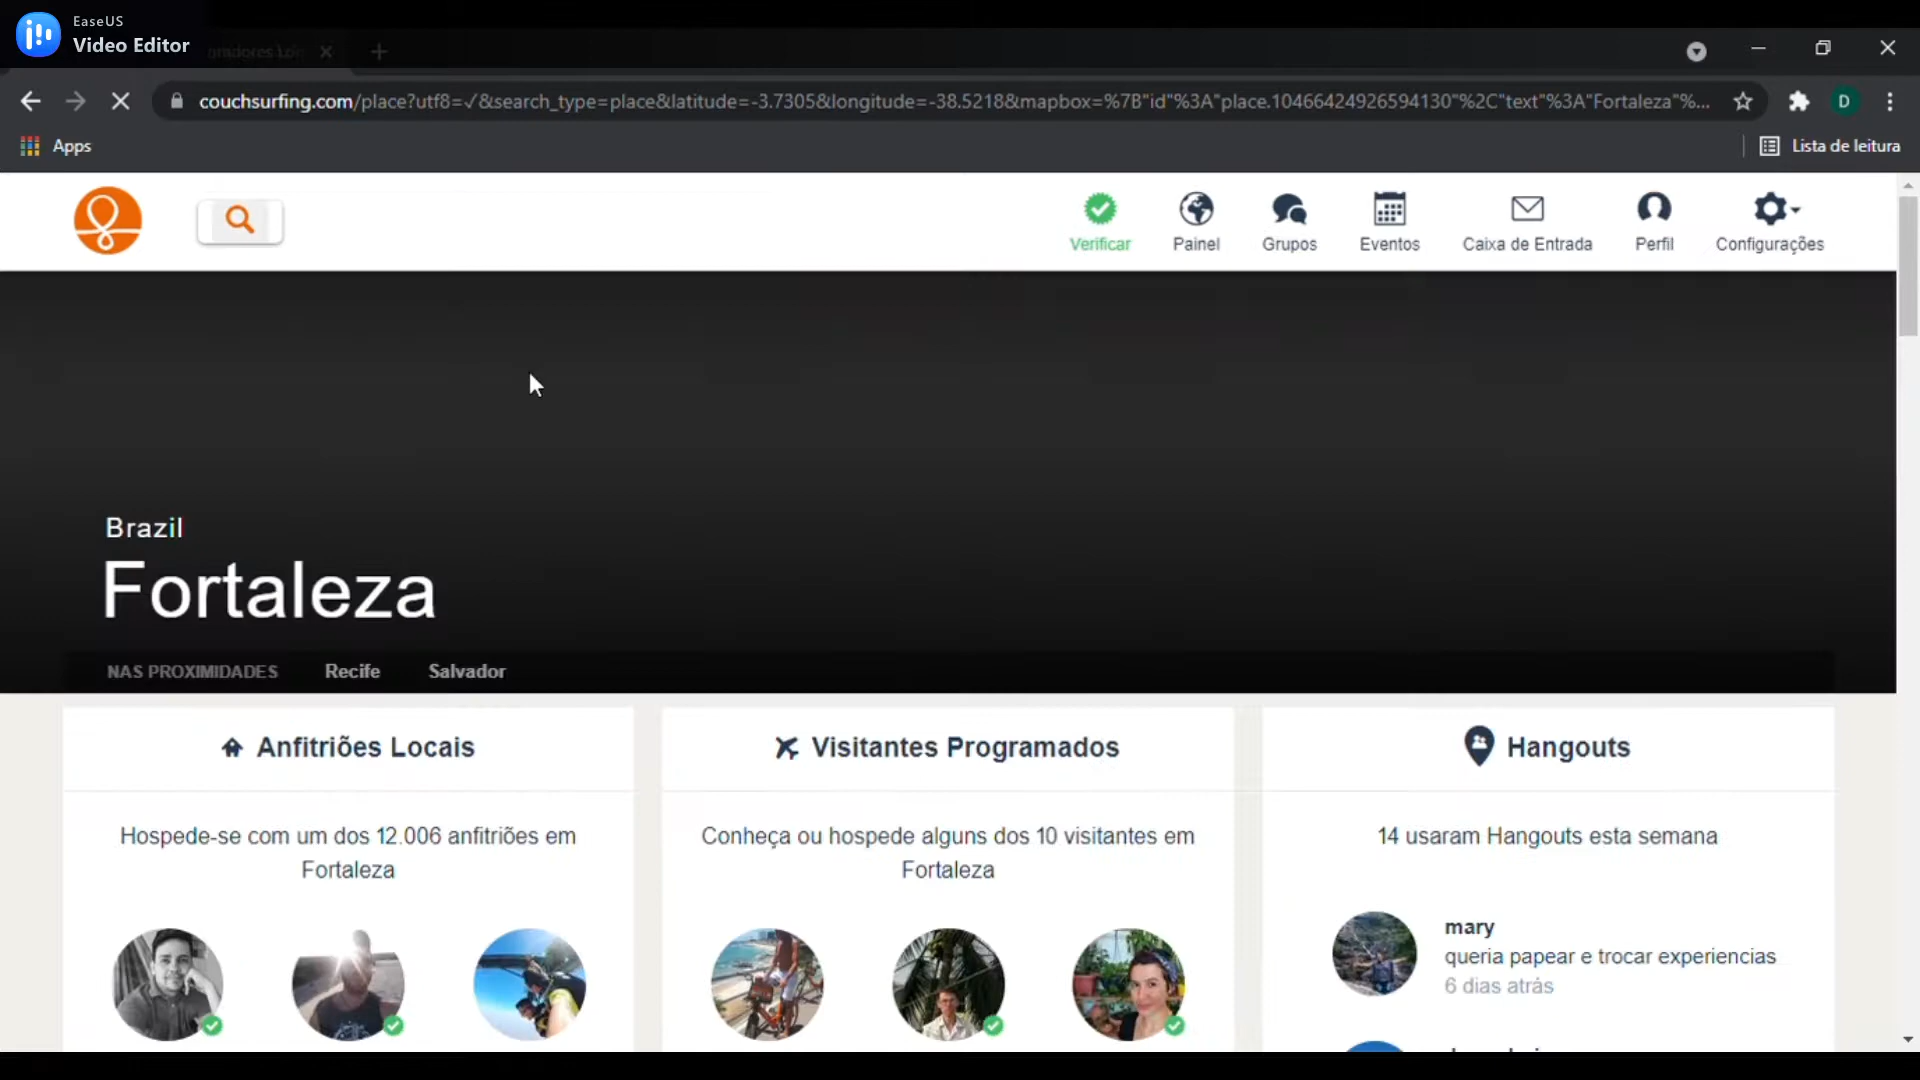 EaseUS
Video Editor
couchsurfing.com/place?utf8=✓&search_type=place&latitude=-3.7305&longitude=-38.5218&mapbox=%7B"id"%3A"place.10466424926594130"%2C"text"%3A"Fortaleza"%...
D
Apps
Lista de leitura
Verificar
Painel
Grupos
Eventos
Caixa de Entrada
Perfil
Configurações
Brazil
Fortaleza
NAS PROXIMIDADES Recife Salvador
Anfitriões Locais
Hospede-se com um dos 12.006 anfitriões em
Fortaleza
Visitantes Programados
Conheça ou hospede alguns dos 10 visitantes em
Fortaleza
Hangouts
14 usaram Hangouts esta semana
mary
queria papear e trocar experiencias
6 dias atrás